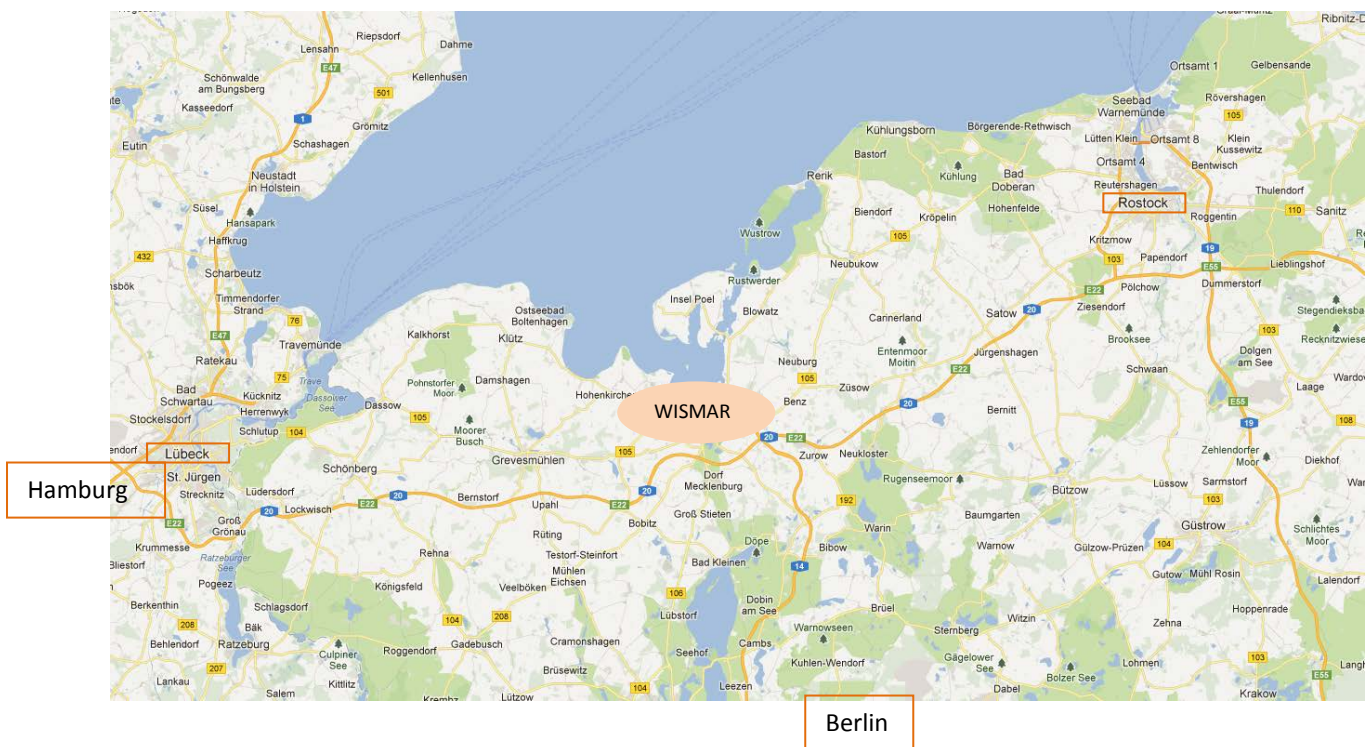 Riepsdorf
Dahme
Lensahn
E47
Kellenhusen
Schönwalde
am Bungsberg
501
Kasseedorf
1
Grömitz
Schashagen
Eutin
Neustadt
in Holstein
Süsel
Hansapark
Haffkrug
432
Scharbeutz
Timmendorfer
Strand
76
E47
Travemünde
Ratekau
75
Trave
Bad
Schwartau
Kücknitz
Dassower
See
Herrenwyk
Stockelsdorf
Schlutup
104
Dassow
Lübeck
Hamburg
St. Jürgen
Strecknitz
Lüdersdorf
Schönberg
E22
Groß
Grönau
20
Lockwisch
E22
20
Krummesse
Ratzeburger
See
Bliestorf
Pogeez
Berkenthin
Schlagsdorf
208
Bäk
Behlendorf
Ratzeburg
207
Culpiner
See
Lankau
Kittlitz
Salem
Kalkhorst
Ostseebad
Boltenhagen
Klütz
Pohnstorfer
Moor
Damshagen
Hohenkirchen
105
Moorer
Busch
Grevesmühlen
105
Bernstorf
Upahl
E22
20
Bobitz
Rüting
Rehna
Testorf-Steinfort
Mühlen
Eichsen
Königsfeld
Veelböken
104
208
Roggendorf
Gadebusch
Cramonshagen
Brüsewitz
Krembz
Lützow
104
WISMAR
Insel Poel
Wustrow
Rustwerder
Blowatz
Rerik
Kühlungsborn
Bastorf
Börgerende-Rethwisch
Kühlung
Bad
Doberan
Hohenfelde
Biendorf
Kröpelin
105
Neubukow
Cannerland
Neuburg
Entenmoor
Moitin
105
Züsow
Benz
20
E22
20
E22
Zurow
Neukloster
Dorf
Mecklenburg
Groß Stieten
Rugenseemoor
192
Döpe
Bad Kleinen
Bibow
Warin
14
106
Dobin
am See
Lübstorf
Brüel
Cambs
Warnowseen
Seehof
Kuhlen-Wendorf
Leezen
Berlin
Ortsamt 1
Gelbensande
Seebad
Warnemünde
Rövershagen
105
Lütten Klein
Ortsamt 8
Klein
Kussewitz
Ortsamt 4
Bentwisch
Reutershagen
Thulendorf
Rostock
110
Sanitz
Roggentin
Kritzmow
19
103
Papendorf
E55
Lieblingshof
E22
Pölchow
Dummerstorf
Satow
20
Ziesendorf
Stegendieksba
Jürgenshagen
Brooksee
103
Recknitzwiese
Dolgen
am See
Schwaan
Laage
Wardo
Bernitt
E55
108
19
Zehlendorfer
Moor
Diekhof
Bützow
Lüssow
Sarmstorf
103
Baumgarten
Güstrow
Schlichtes
Moor
Warnow
Gülzow-Prüzen
104
Gutow
Mühl Rosin
Lalendorf
Hoppenrade
Witzin
Zehna
Sternberg
Gägelower
See
Lohmen
103
Bolzer See
Dabel
Krakow
E55